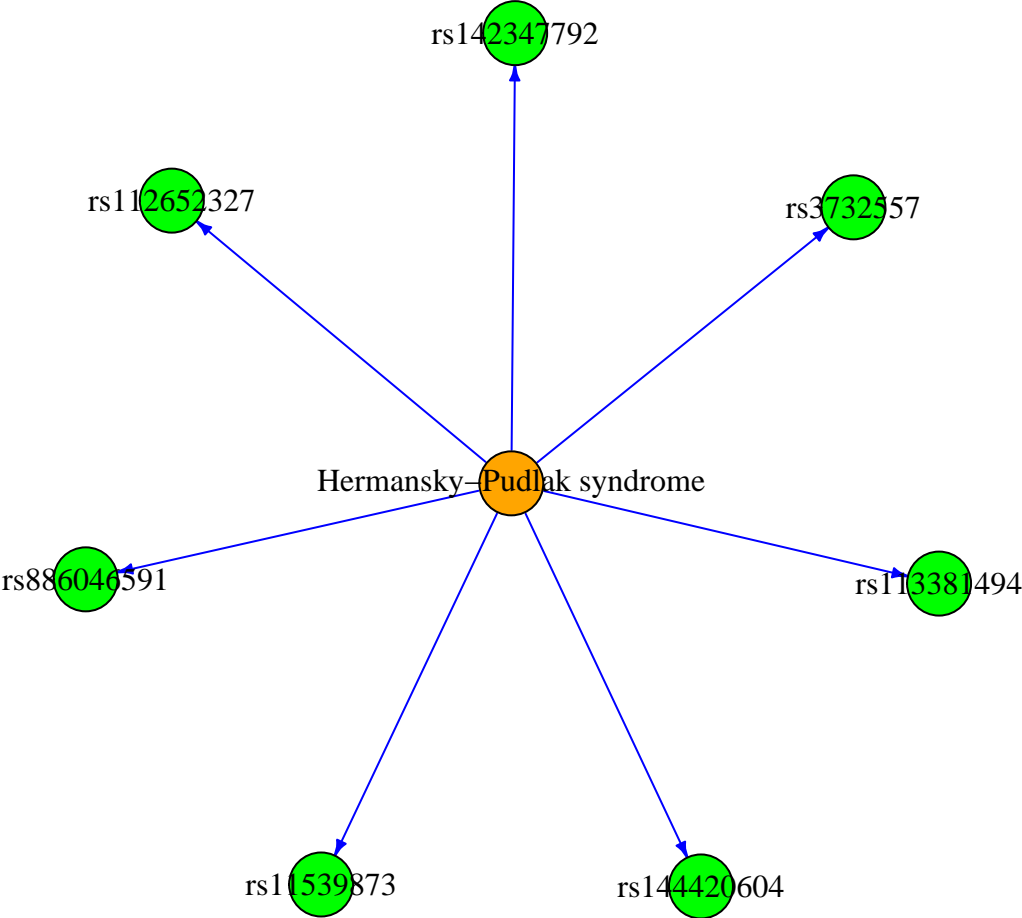 rs142347792
rs112652327
rs3732557
Hermansky–Pudlak syndrome
rs886046591
rs113381494
rs11539873
rs144420604